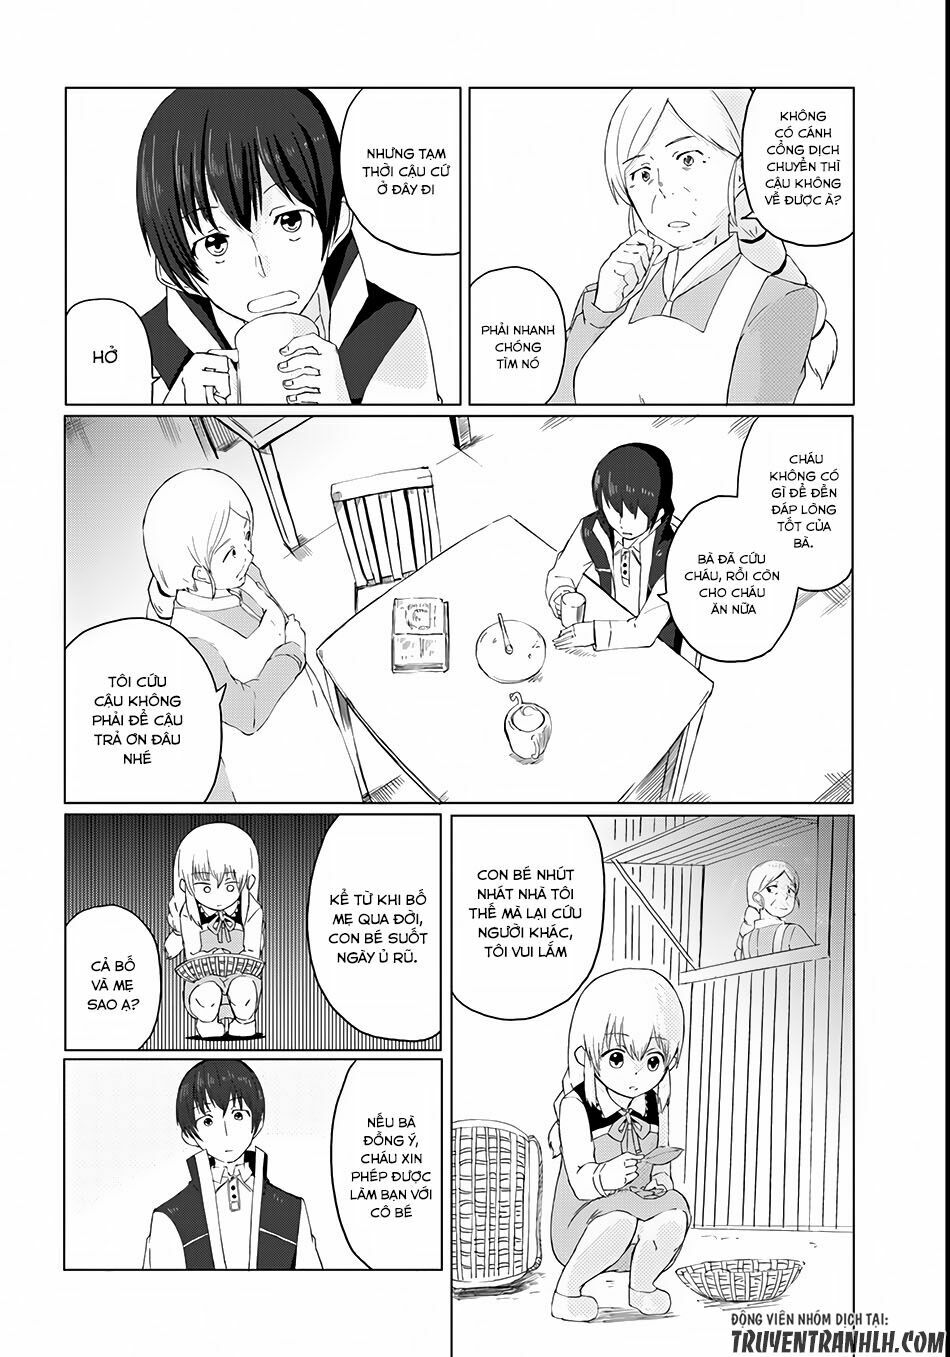 KHÔNG
CÓ CÁNH
CỔNG DỊCH
CHUYỂN THÌ
CẬU KHÔNG
VỀ ĐƯỢC À?
PHẢI NHANH
CHÓNG
TÌM NÓ
NHƯNG TẠM
THỜI CẬU CỨ
Ở ĐÂY ĐI
HỞ
CHÁU
KHÔNG CÓ
GÌ ĐỂ ĐỀN
ĐÁP LÒNG
TỐT CỦA
BÀ.
BÀ ĐÃ CỨU
CHÁU, RỒI CÒN
CHO CHÁU
ĂN NỮA
TÔI CỨU
CẬU KHÔNG
PHẢI ĐỂ CẬU
TRẢ ƠN ĐÂU
NHÉ
CON BÉ NHÚT
NHÁT NHÀ TÔI
THẾ MÀ LẠI CỨU
NGƯỜI KHÁC,
TÔI VUI LẮM
KỂ TỪ KHI BỐ
MẸ QUA ĐỜI,
CON BÉ SUỐT
NGÀY Ủ RŨ.
CẢ BỐ
VÀ MẸ
SAO Ạ?
NẾU BÀ
ĐỒNG Ý,
CHÁU XIN
PHÉP ĐƯỢC
LÀM BẠN VỚI
CÔ BÉ
ĐỘNG VIÊN NHÓM DỊCH TẠI:
TRUYENTRANHLH.COM